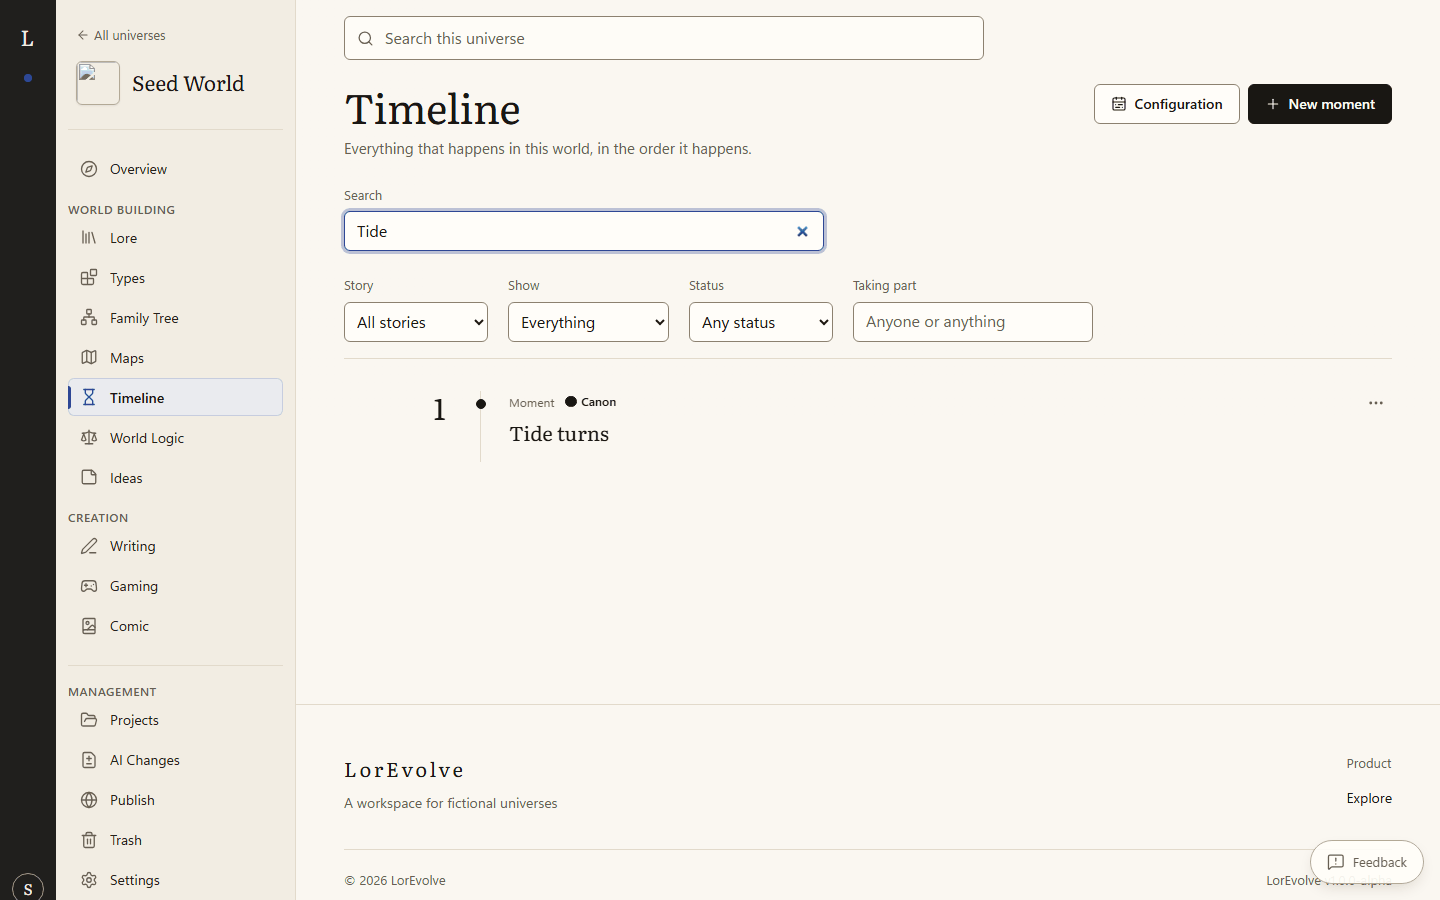 L
← All universes
Seed World
Overview
WORLD BUILDING
Lore
Types
Family Tree
Maps
Timeline
World Logic
Ideas
CREATION
Writing
Gaming
Comic
MANAGEMENT
Projects
AI Changes
Publish
Trash
Settings
S
Search this universe
Timeline
Configuration
New moment
Everything that happens in this world, in the order it happens.
Search
Tide
Story
Show
Status
Taking part
All stories
Everything
Any status
Anyone or anything
1
Moment
Canon
Tide turns
LorEvolve
A workspace for fictional universes
Product
Explore
Feedback
© 2026 LorEvolve
LorEvolve